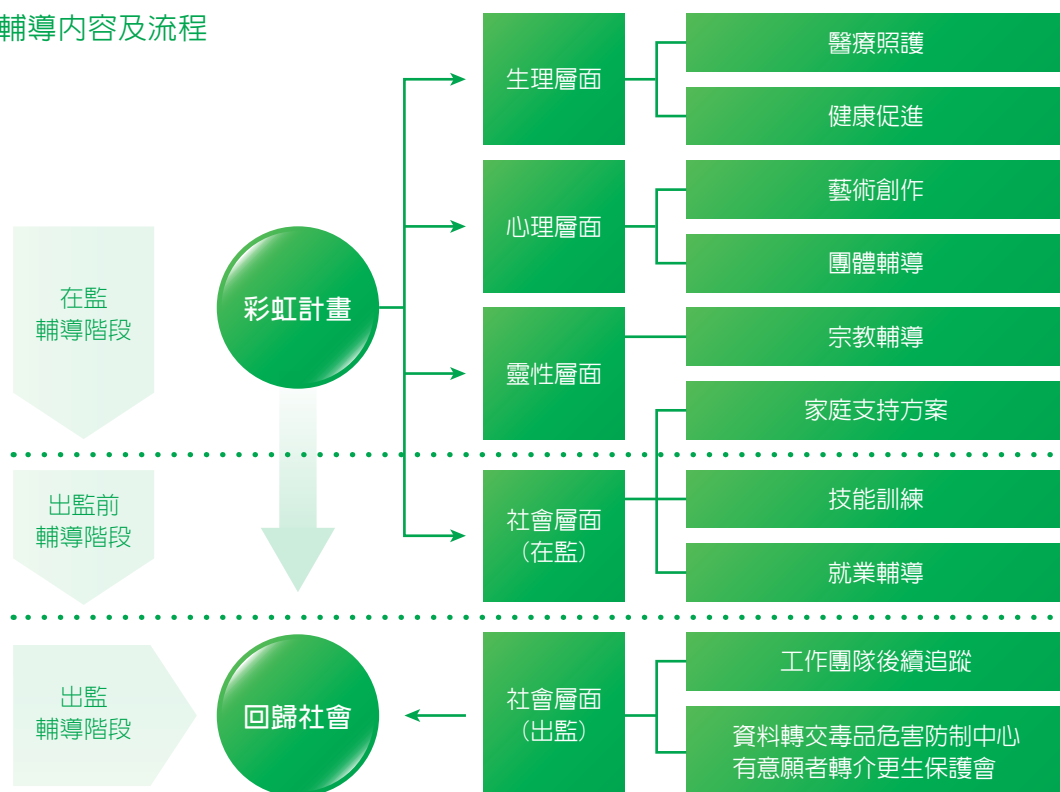 輔導内容及流程
在監
輔導階段
出監前
輔導階段
出監
輔導階段
彩虹計畫
回歸社會
生理層面
醫療照護
健康促進
心理層面
藝術創作
團體輔導
靈性層面
宗教輔導
社會層面
（在監）
家庭支持方案
技能訓練
就業輔導
社會層面
（出監）
工作團隊後續追蹤
資料轉交毒品危害防制中心
有意願者轉介更生保護會